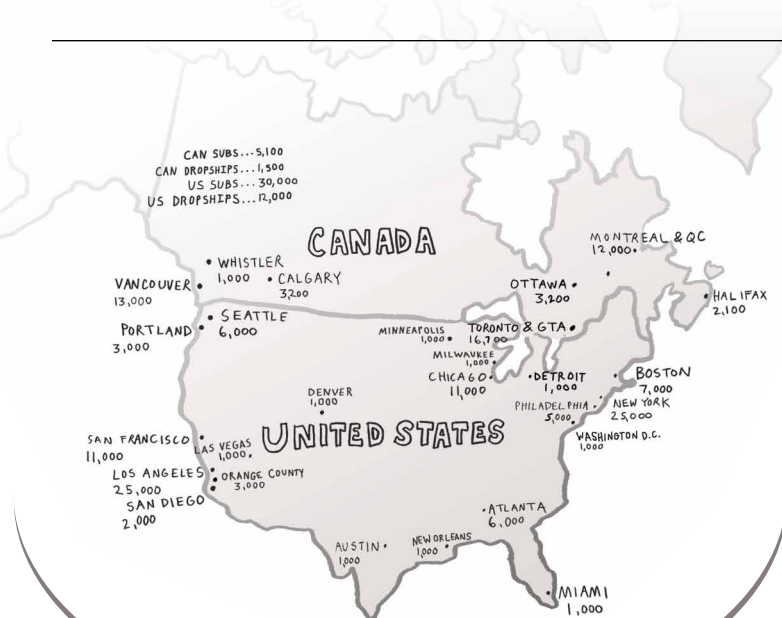 CAN SUBS...5,100
CAN DROPSHIPS...1,500
US SUBS...30,000
US DROPSHIPS...12,000
CANADA
MONTREAL & QC
12,000
WHISTLER
1,000
CALGARY
3,200
VANCOUVER
13,000
OTTAWA
3,200
HALIFAX
2,100
SEATTLE
6,000
PORTLAND
3,000
MINNEAPOLIS
1,000
TORONTO & GTA
16,700
MILWAUKEE
1,000
CHICAGO
11,000
DETROIT
1,000
BOSTON
7,000
DENVER
1,000
PHILADELPHIA
5,000
NEW YORK
25,000
UNITED STATES
WASHINGTON D.C.
1,000
SAN FRANCISCO
11,000
LAS VEGAS
1,000
LOS ANGELES
25,000
ORANGE COUNTY
3,000
SAN DIEGO
2,000
ATLANTA
6,000
AUSTIN
1,000
NEW ORLEANS
1,000
MIAMI
1,000